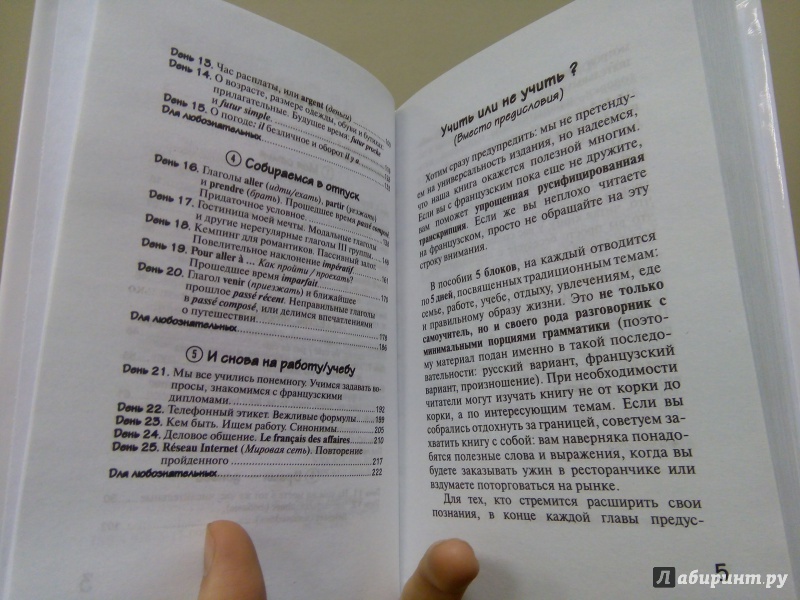 День 13. Час расплаты, или argent (деньги)
День 14. О возрасте, размере одежды, обуви и бутылках
прилагательные. Будущее время futur proche
и futur simple.
День 15. О погоде: il безличное и оборот il y a
Для любознательных
4 Собираемся в отпуск
День 16. Глаголы aller (идти/ехать), partir (уезжать)
и prendre (брать). Прошедшее время passé composé
Придаточное условное
День 17. Гостиница моей мечты. Модальные глаголы
и другие нерегулярные глаголы III группы
День 18. Кемпинг для романтиков. Пассивный залог.
Повелительное наклонение impératif
День 19. Pour aller à ... Как пройти / проехать?
Прошедшее время imparfait
День 20. Глагол venir (приезжать) и ближайшее
прошлое passé récent. Неправильные глаголы
в passé composé, или делимся впечатлениями
о путешествии 178
Для любознательных 186
5 И снова на работу/учебу
День 21. Мы все учились понемногу. Учимся задавать во-
просы, знакомимся с французскими
дипломами. 192
День 22. Телефонный этикет. Вежливые формулы 199
День 23. Кем быть. Ищем работу. Синонимы 205
День 24. Деловое общение. Le français des affaires 210
День 25. Réseau Internet (Мировая сеть). Повторение
пройденного 217
Для любознательных 222
Учить или не учить ?
(Вместо предисловия)
Хотим сразу предупредить: мы не претенду-
ем на универсальность издания, но надеемся,
что наша книга окажется полезной многим.
Если вы с французским пока еще не дружите,
вам поможет упрощенная русифицированная
транскрипция. Если же вы неплохо читаете
на французском, просто не обращайте на эту
строку внимания.
В пособии 5 блоков, на каждый отводится
по 5 дней, посвященных традиционным темам:
семье, работе, учебе, отдыху, увлечениям, еде
и правильному образу жизни. Это не только
самоучитель, но и своего рода разговорник с
минимальными порциями грамматики (поэто-
му материал подан именно в такой последо-
вательности: русский вариант, французский
вариант, произношение). При необходимости
читатели могут изучать книгу не от корки до
корки, а по интересующим темам. Если вы
собрались отдохнуть за границей, советуем за-
хватить книгу с собой: вам наверняка понадо-
бятся полезные слова и выражения, когда вы
будете заказывать ужин в ресторанчике или
вздумаете поторговаться на рынке.
Для тех, кто стремится расширить свои
познания, в конце каждой главы предус-
5
Лабиринт.ру